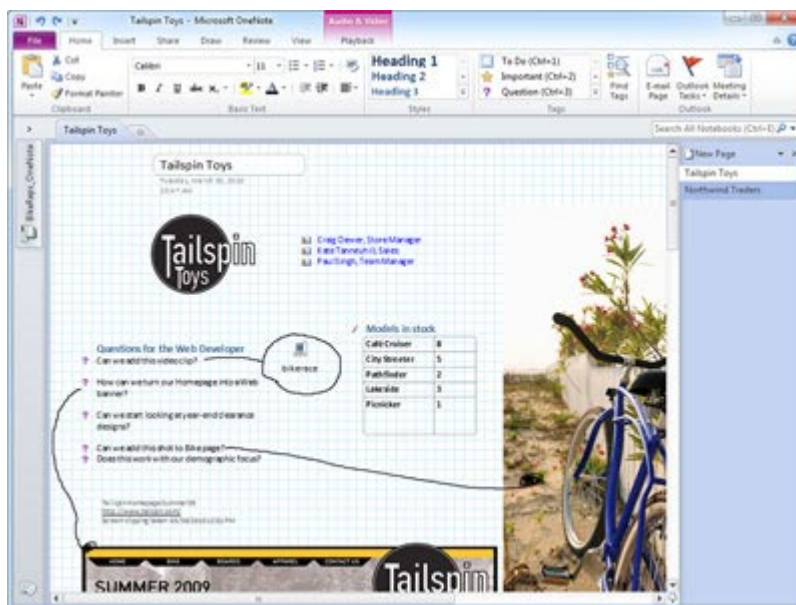 Tailspin Toys - Microsoft OneNote
Audio & Video
File Home Insert Share Draw Review View Playback
Paste
Cut
Copy
Format Painter
Clipboard
Calibri 11
B I U abc
Basic Text
Heading 1
Heading 2
Heading 3
Styles
To Do (Ctrl+1)
Important (Ctrl+2)
Question (Ctrl+3)
Tags
Find Tags
E-mail Page
Outlook Tasks
Meeting Details
Outlook
Tailspin Toys
Search All Notebooks (Ctrl+E)
New Page
Tailspin Toys
Northwind Traders
Tailspin Toys
Tailspin
Toys
Store Manager
Sales
Paul Singh, Team Manager
Questions for the Web Developer
Can we add this video clip?
bikerace
How can we turn our Homepage into a Web
banner?
Can we start looking at year-end clearance
designs?
Can we add this shot to Bike page?
Does this work with our demographic focus?
Models in stock
Café Cruiser 8
City Streeter 5
Pathfinder 2
Lakeside 3
Picnicker 1
HOME BIKES BOARDS APPAREL CONTACT US
SUMMER 2009
Tailspin